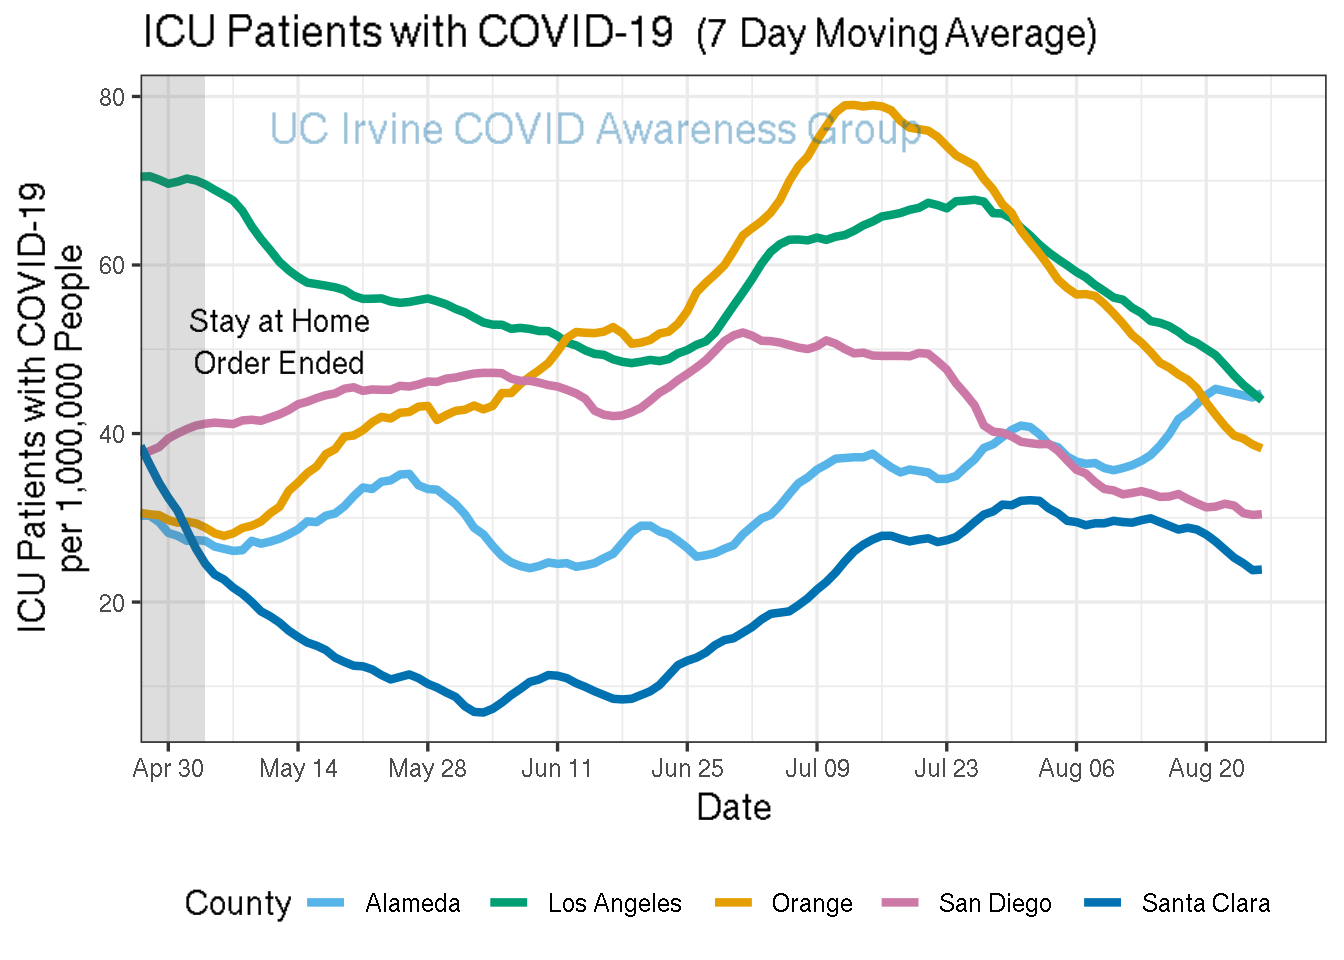 ICU Patients with COVID-19 (7 Day Moving Average)
UC Irvine COVID Awareness Group
ICU Patients with COVID-19
per 1,000,000 People
80
60
40
20
Stay at Home
Order Ended
Apr 30 May 14 May 28 Jun 11 Jun 25 Jul 09 Jul 23 Aug 06 Aug 20
Date
County Alameda Los Angeles Orange San Diego Santa Clara